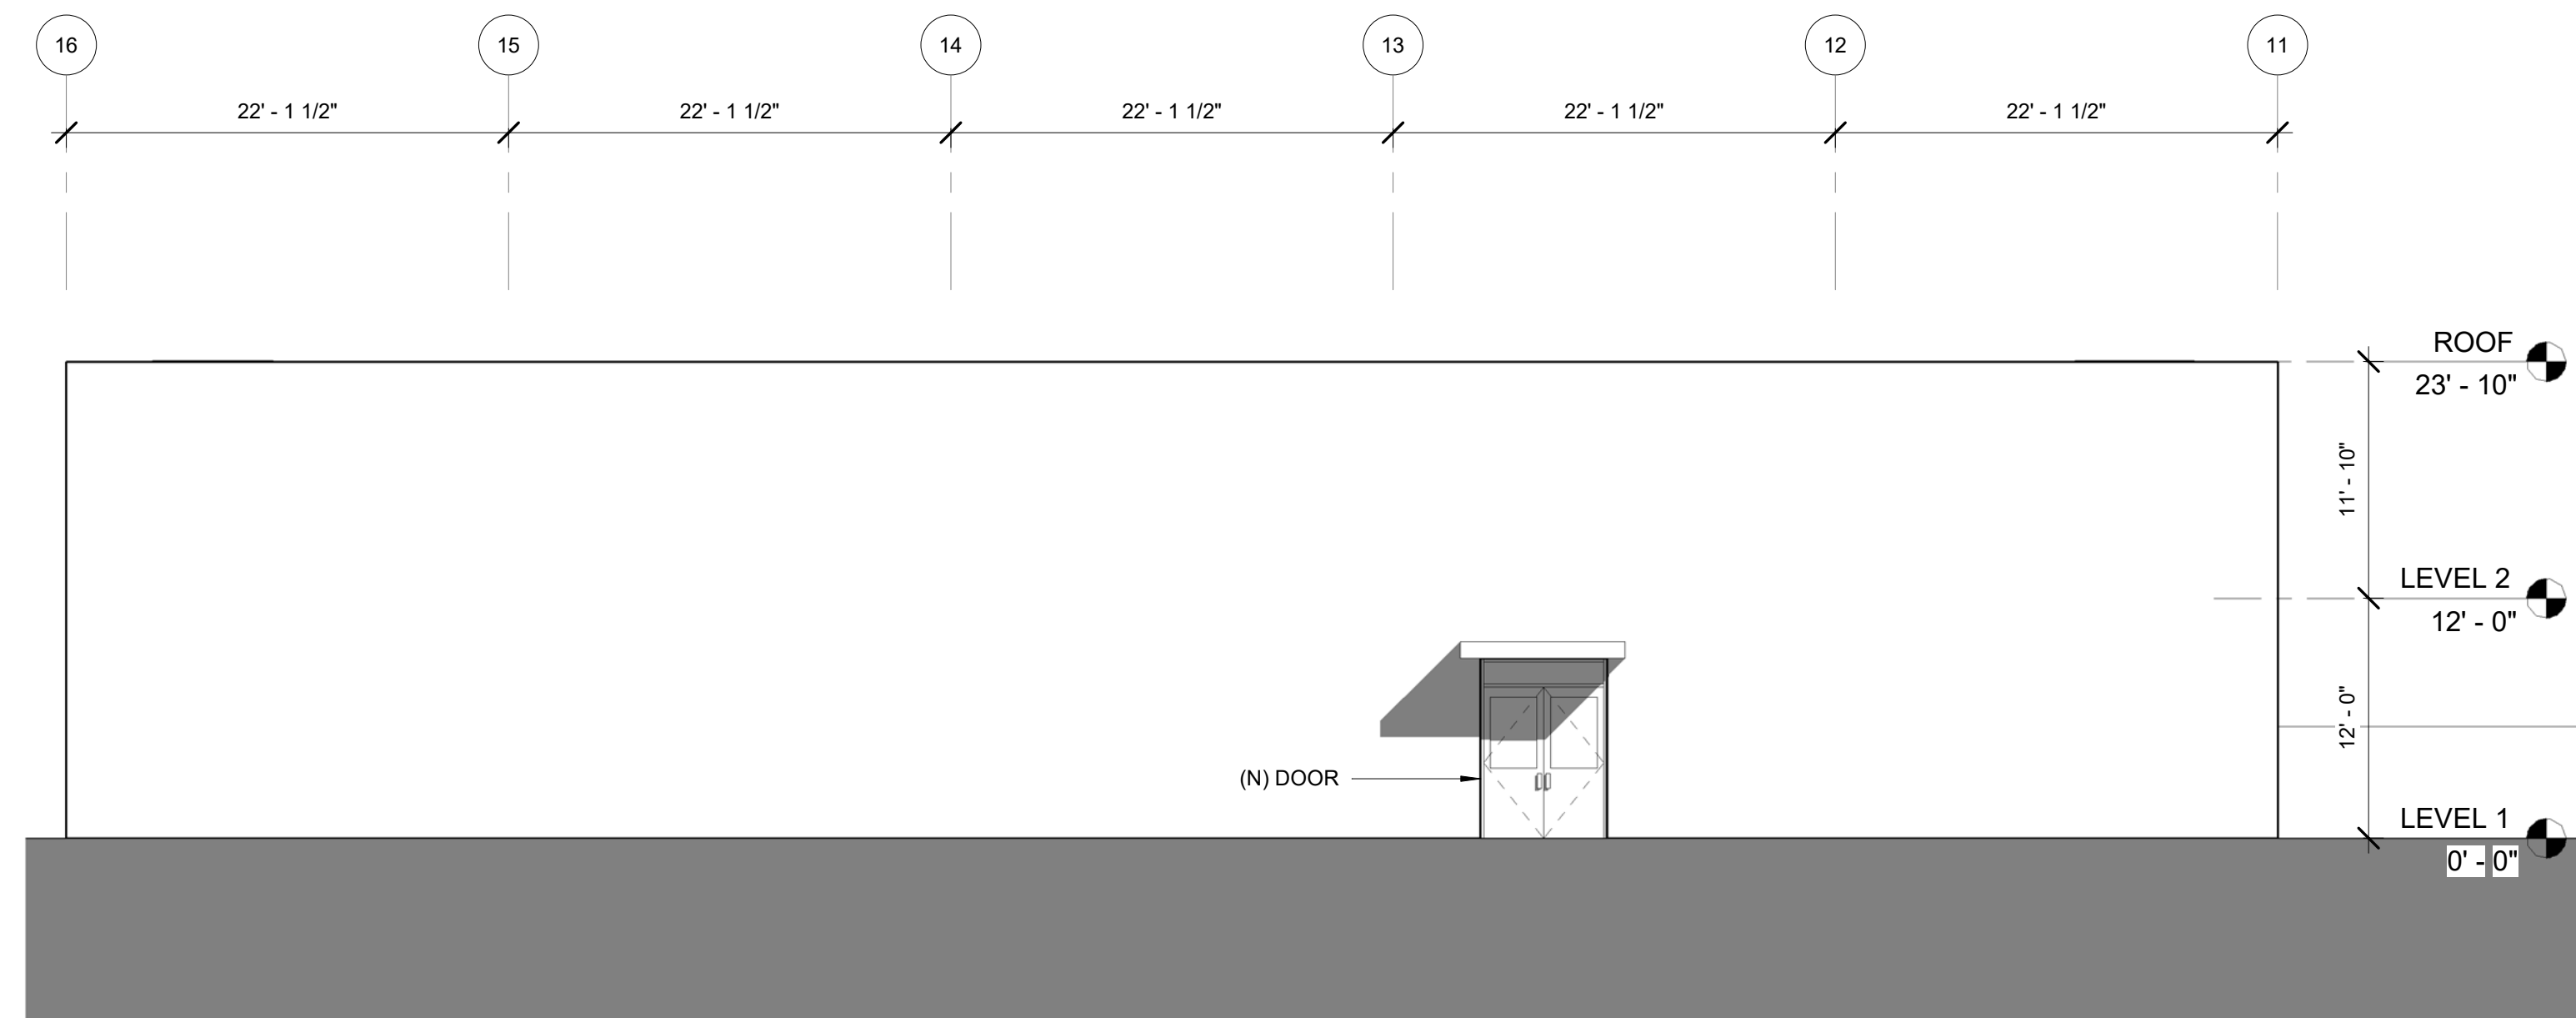 16 15 14 13 12 11
22' - 1 1/2" 22' - 1 1/2" 22' - 1 1/2" 22' - 1 1/2" 22' - 1 1/2"
ROOF
23' - 10"
11' - 10"
LEVEL 2
12' - 0"
12' - 0"
(N) DOOR
LEVEL 1
0' - 0"